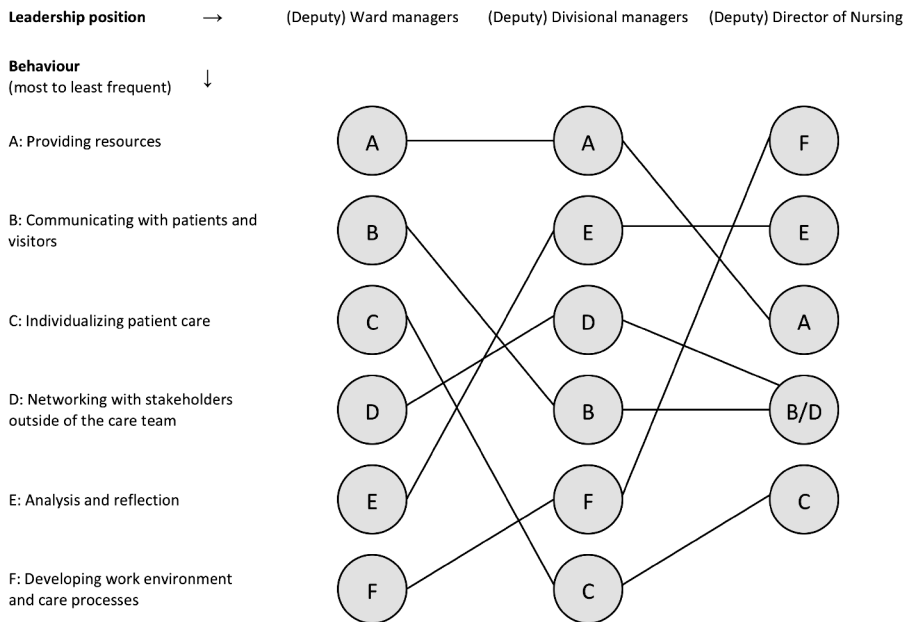 Leadership position → (Deputy) Ward managers (Deputy) Divisional managers (Deputy) Director of Nursing
Behaviour
(most to least frequent) ↓
A: Providing resources A A F
B: Communicating with patients and
visitors B E E
C: Individualizing patient care C D A
D: Networking with stakeholders
outside of the care team D B B/D
E: Analysis and reflection E F C
F: Developing work environment
and care processes F C